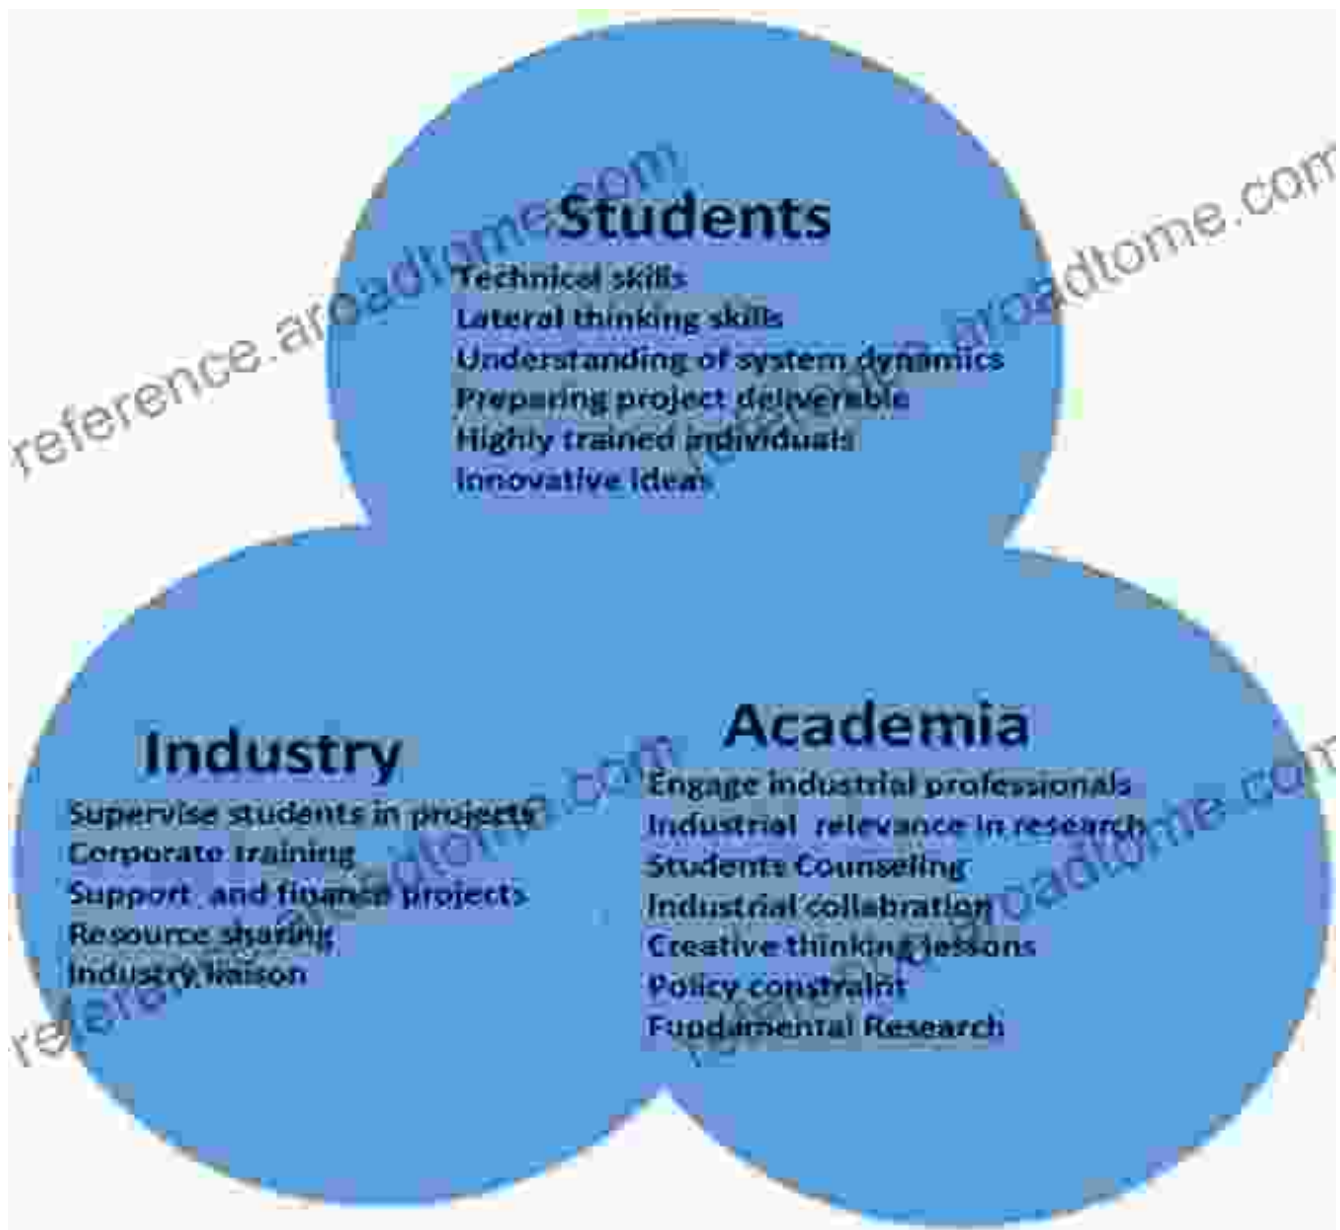 Students
Technical skills
Lateral thinking skills
Understanding of system dynamiics
Preparing project deliverable
Highly trained individuals
Innovative ideas
Industry
Supervise students in projects
Corporate training
Support and finance projects
Resource sharing
Industry liaison
Academia
Engage industrial professionals
Industrial relevance in research
Students Counseling
Industrial collabration
Creative thinking lessons
Policy constraint
Fundamental Research
reference.aroadtome.com
reference.aroadtome.com
reference.aroadtome.com
reference.aroadtome.com